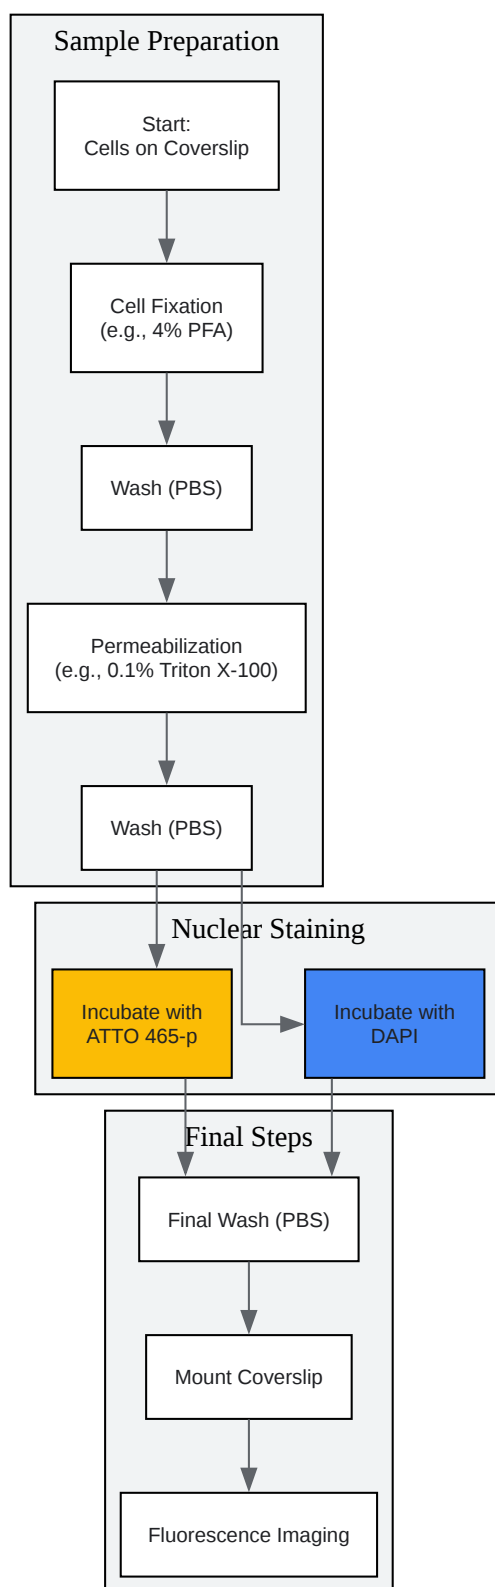 Sample Preparation
Start:
Cells on Coverslip
Cell Fixation
(e.g., 4% PFA)
Wash (PBS)
Permeabilization
(e.g., 0.1% Triton X-100)
Wash (PBS)
Nuclear Staining
Incubate with
ATTO 465-p
Incubate with
DAPI
Final Steps
Final Wash (PBS)
Mount Coverslip
Fluorescence Imaging